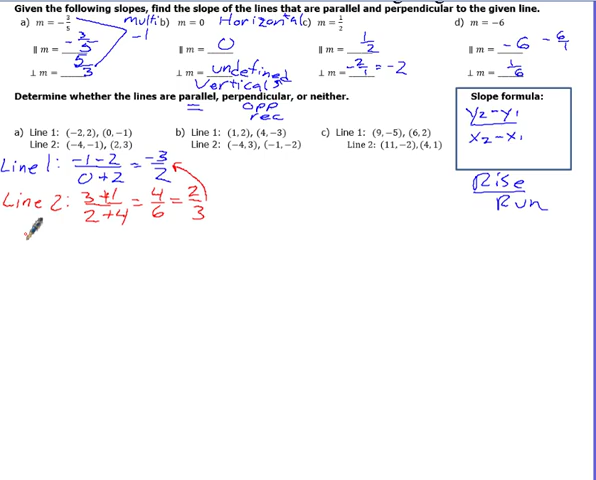 Given the following slopes, find the slope of the lines that are parallel and perpendicular to the given line.
a) m = -3/5 multi -1 b) m = 0 Horizontal c) m = 1/2 d) m = -6
∥ m = -3/5 ∥ m = 0 ∥ m = 1/2 ∥ m = -6 -6/1
⊥ m = 5/3 ⊥ m = undefined ⊥ m = -2/1 = -2 ⊥ m = 1/6
Verticals
Determine whether the lines are parallel, perpendicular, or neither.
= opp
rec
a) Line 1: (-2, 2), (0, -1) b) Line 1: (1, 2), (4, -3) c) Line 1: (9, -5), (6, 2)
Line 2: (-4, -1), (2, 3) Line 2: (-4, 3), (-1, -2) Line 2: (11, -2), (4, 1)
Line 1: -1-2/0+2 = -3/2
Line 2: 3+1/2+4 = 4/6 = 2/3
Slope formula:
y2-y1
x2-x1
Rise
Run